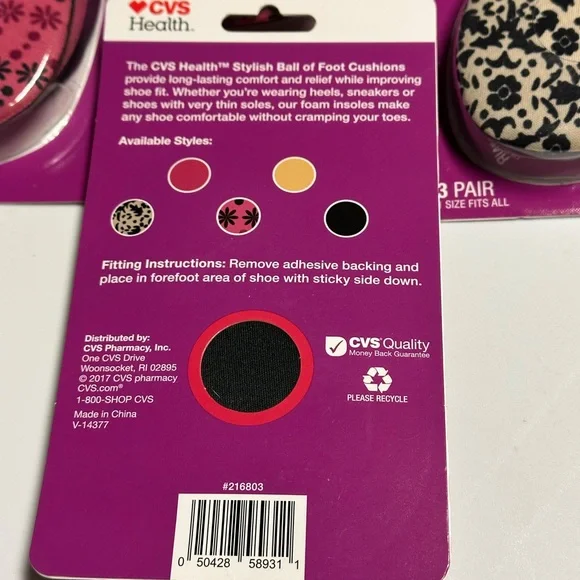 CVS
Health.
The CVS Health™ Stylish Ball of Foot Cushions
provide long-lasting comfort and relief while improving
shoe fit. Whether you're wearing heels, sneakers or
shoes with very thin soles, our foam insoles make
any shoe comfortable without cramping your toes.
Available Styles:
3 PAIR
SIZE FITS ALL
Fitting Instructions: Remove adhesive backing and
place in forefoot area of shoe with sticky side down.
Distributed by:
CVS Pharmacy, Inc.
One CVS Drive
Woonsocket, RI 02895
© 2017 CVS pharmacy
CVS.com®
1-800-SHOP CVS
Made in China
V-14377
CVS Quality
Money Back Guarantee
PLEASE RECYCLE
#216803
0 50428 58931 1